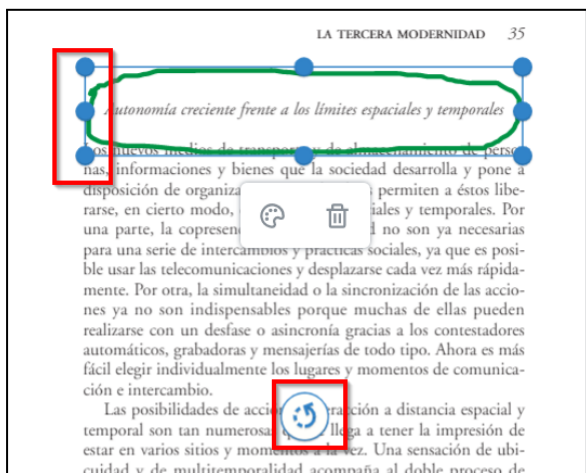 LA TERCERA MODERNIDAD 35
Autonomía creciente frente a los límites espaciales y temporales
Los nuevos medios de transporte y de almacenamiento de perso-
nas, informaciones y bienes que la sociedad desarrolla y pone a
disposición de organiza permiten a éstos libe-
rarse, en cierto modo, iales y temporales. Por
una parte, la copresenc d no son ya necesarias
para una serie de intercambios y prácticas sociales, ya que es posi-
ble usar las telecomunicaciones y desplazarse cada vez más rápida-
mente. Por otra, la simultaneidad o la sincronización de las accio-
nes ya no son indispensables porque muchas de ellas pueden
realizarse con un desfase o asincronía gracias a los contestadores
automáticos, grabadoras y mensajerías de todo tipo. Ahora es más
fácil elegir individualmente los lugares y momentos de comunica-
ción e intercambio.
Las posibilidades de acció racción a distancia espacial y
temporal son tan numerosas llega a tener la impresión de
estar en varios sitios y momentos a la vez. Una sensación de ubi-
cuidad y de multitemporalidad acompaña al doble proceso de